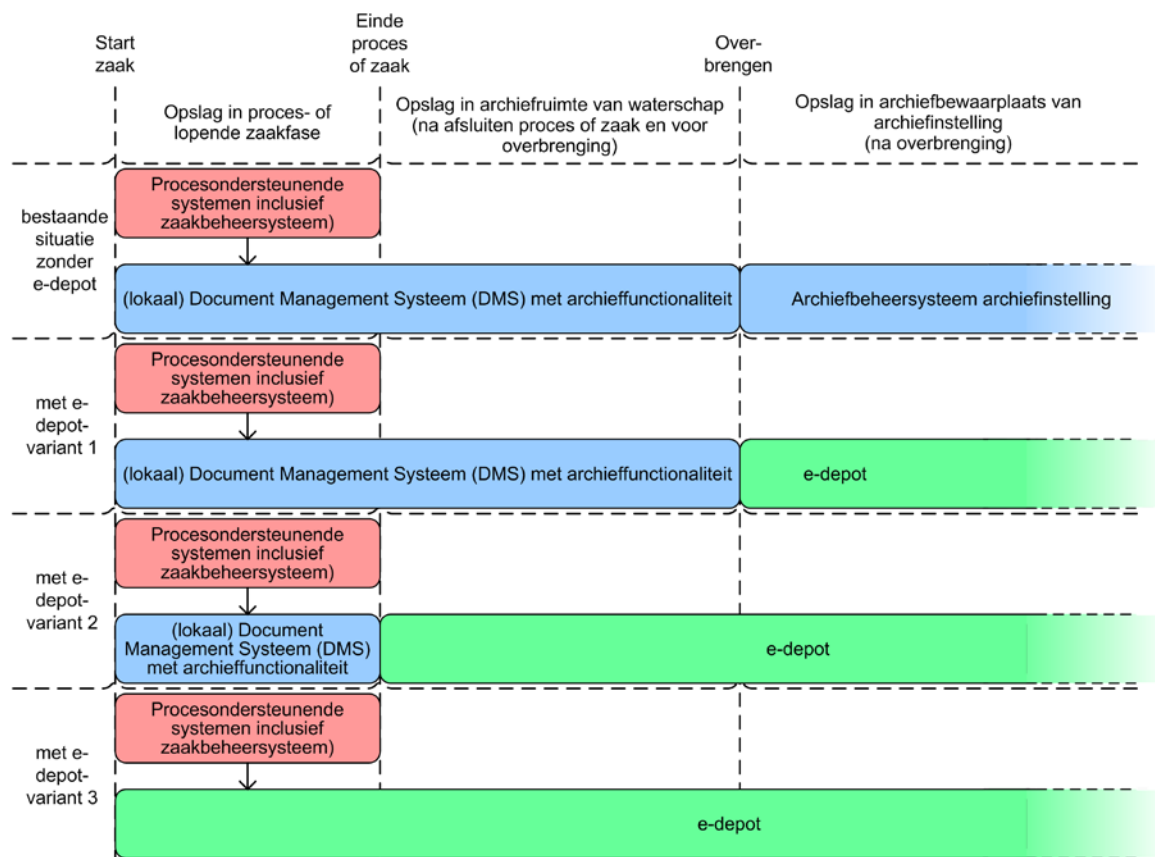 Start
zaak
Einde
proces
of zaak
Over-
brengen
Opslag in proces- of
lopende zaakfase
Opslag in archiefruimte van waterschap
(na afsluiten proces of zaak en voor
overbrenging)
Opslag in archiefbewaarplaats van
archiefinstelling
(na overbrenging)
bestaande
situatie
zonder
e-depot
Procesondersteunende
systemen inclusief
zaakbeheersysteem)
(lokaal) Document Management Systeem (DMS) met archieffunctionaliteit
Archiefbeheersysteem archiefinstelling
met e-
depot-
variant 1
Procesondersteunende
systemen inclusief
zaakbeheersysteem)
(lokaal) Document Management Systeem (DMS) met archieffunctionaliteit
e-depot
met e-
depot-
variant 2
Procesondersteunende
systemen inclusief
zaakbeheersysteem)
(lokaal) Document
Management Systeem (DMS)
met archieffunctionaliteit
e-depot
met e-
depot-
variant 3
Procesondersteunende
systemen inclusief
zaakbeheersysteem)
e-depot